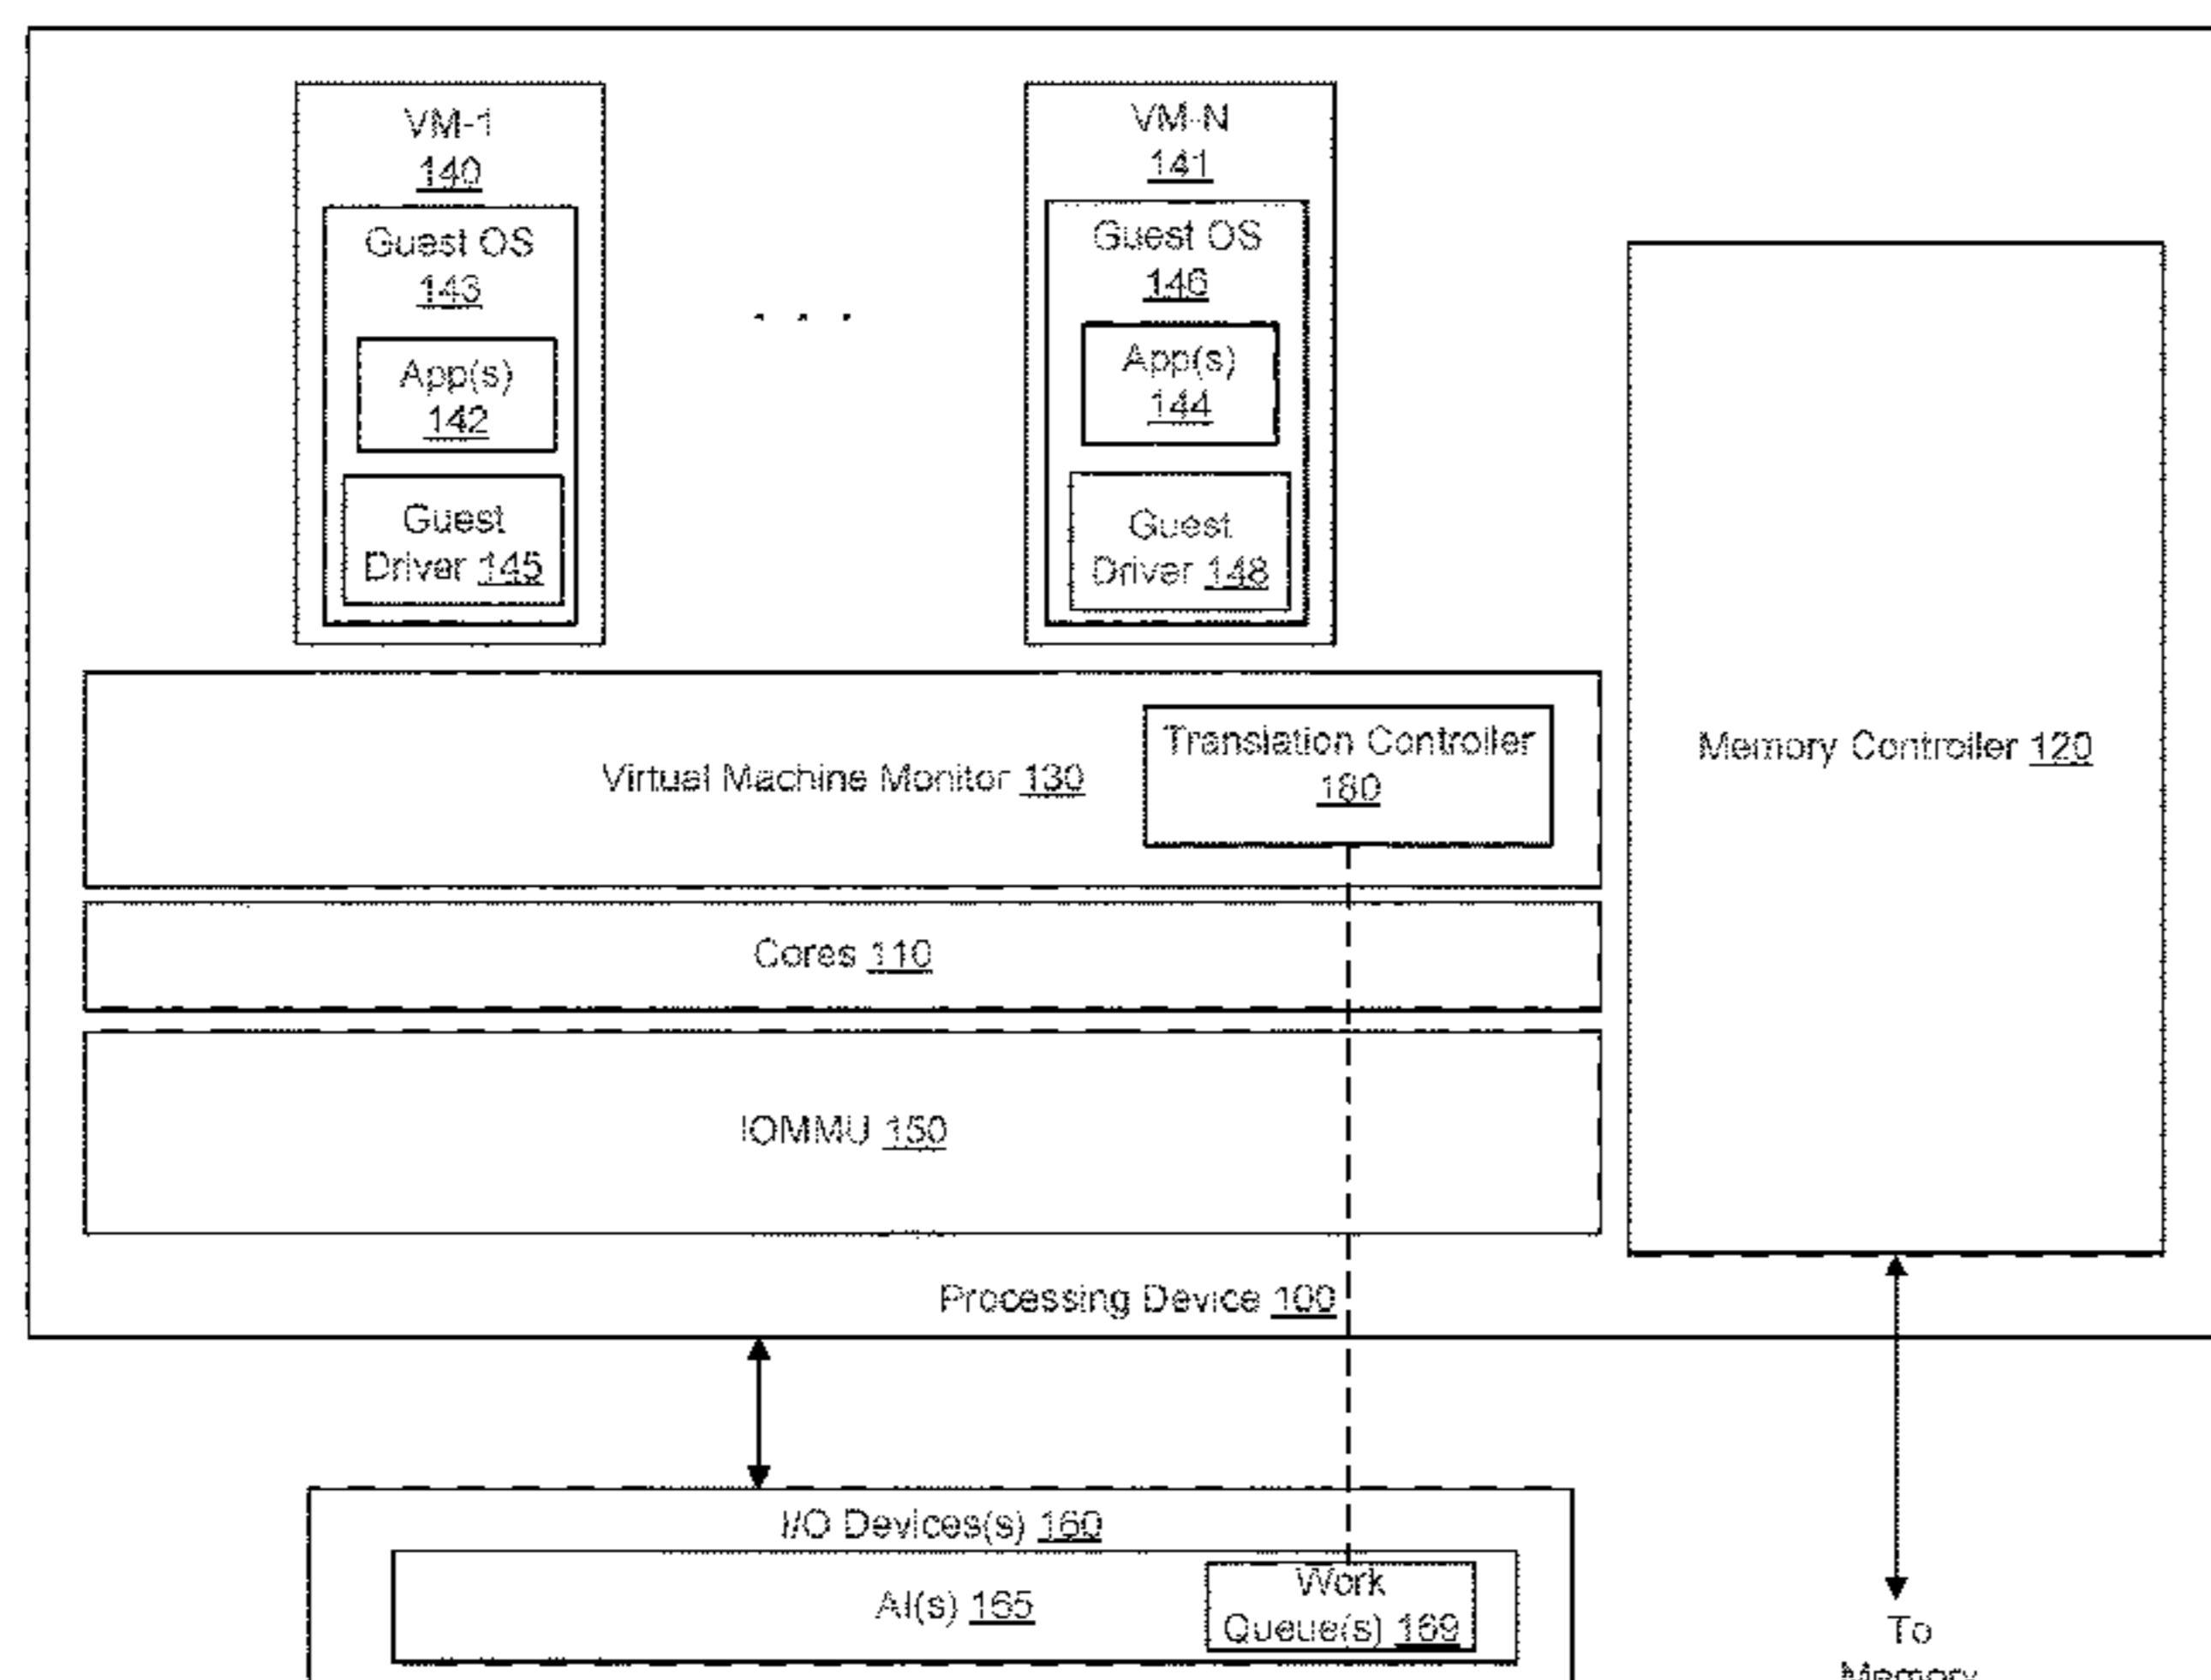 VM-1
140
Guest OS
143
App(s)
142
Guest
Driver 145
. . .
VM-N
141
Guest OS
146
App(s)
144
Guest
Driver 148
Virtual Machine Monitor 130
Translation Controller
180
Memory Controller 120
Cores 110
IOMMU 150
Processing Device 100
I/O Devices(s) 160
AI(s) 165
Work
Queue(s) 169
To
Memory